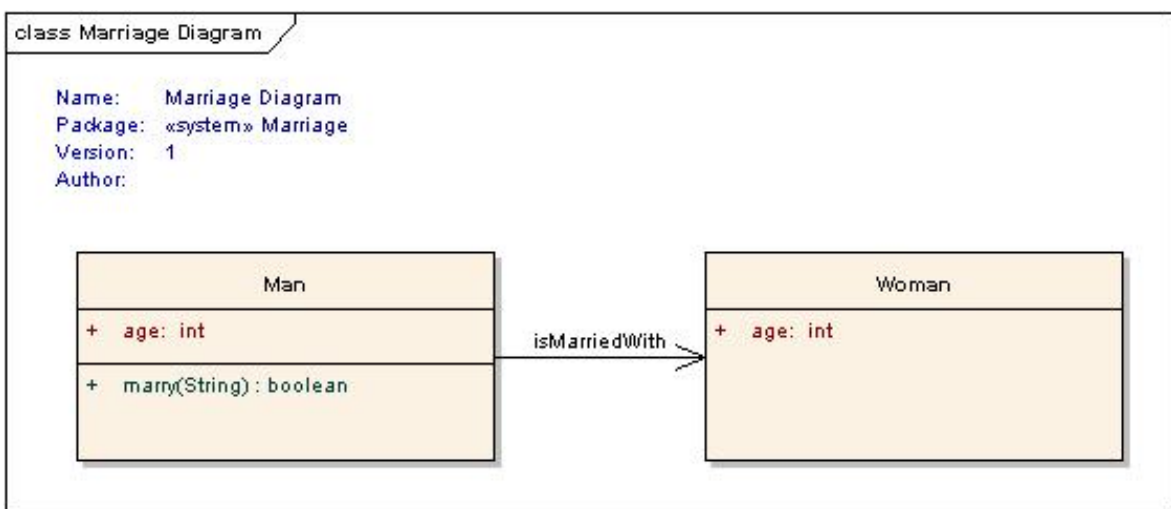 class Marriage Diagram
Name: Marriage Diagram
Package: «system» Marriage
Version: 1
Author:
Man
+ age: int
+ marry(String) : boolean
isMarriedWith
Woman
+ age: int